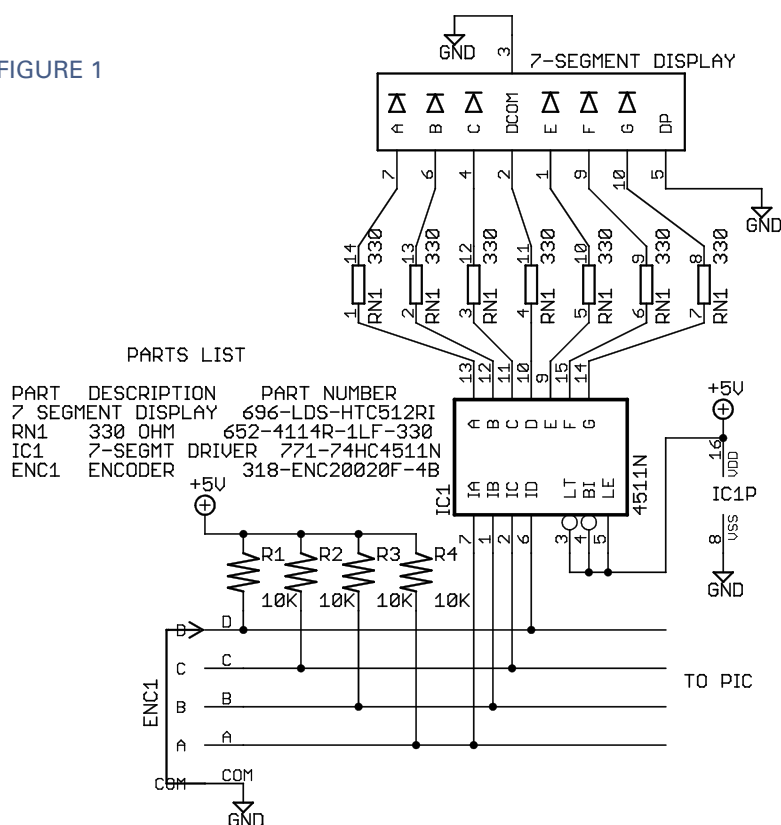 FIGURE 1
GND
3
7-SEGMENT DISPLAY
A B C DCOM E F G DP
7 6 4 2 1 9 10 5
GND
14 330 13 330 12 330 11 330 10 330 9 330 8 330
1 RN1 2 RN1 3 RN1 4 RN1 5 RN1 6 RN1 7 RN1
PARTS LIST
PART DESCRIPTION PART NUMBER
7 SEGMENT DISPLAY 696-LDS-HTC512RI
RN1 330 OHM 652-4114R-1LF-330
IC1 7-SEGMT DRIVER 771-74HC4511N
ENC1 ENCODER 318-ENC20020F-4B
13 12 11 10 9 15 14
A B C D E F G
IA IB IC ID LT BI LE
IC1
4511N
7 1 2 6 3 4 5
+5V
16 VDD
IC1P
8 VSS
GND
+5V
R1 R2 R3 R4
10K 10K 10K 10K
B D
C C
B B
A A
COM COM
ENC1
TO PIC
GND